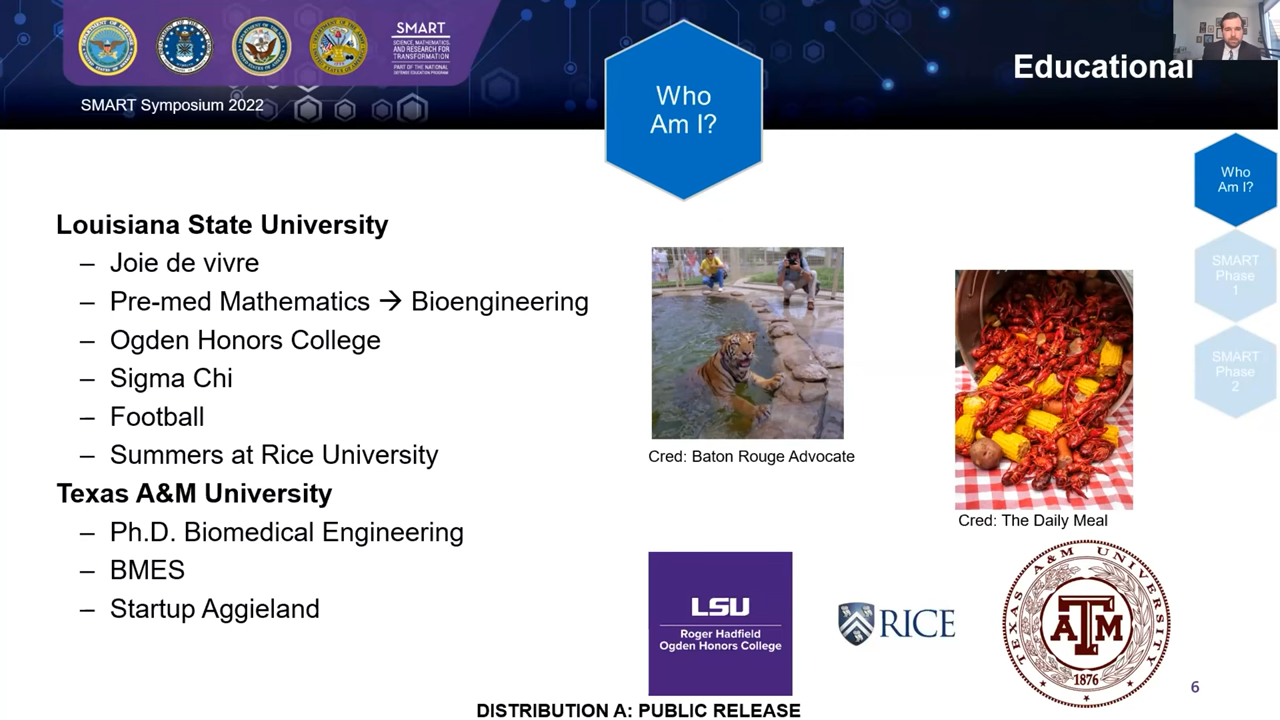 SMART
SCIENCE, MATHEMATICS,
AND RESEARCH FOR
TRANSFORMATION
PART OF THE NATIONAL
DEFENSE EDUCATION PROGRAM
SMART Symposium 2022
Who
Am I?
Educational
Who
Am I?
SMART
Phase
1
SMART
Phase
2
Louisiana State University
– Joie de vivre
– Pre-med Mathematics → Bioengineering
– Ogden Honors College
– Sigma Chi
– Football
– Summers at Rice University
Texas A&M University
– Ph.D. Biomedical Engineering
– BMES
– Startup Aggieland
Cred: Baton Rouge Advocate
Cred: The Daily Meal
LSU
Roger Hadfield
Ogden Honors College
RICE
TEXAS A&M UNIVERSITY
ATM
1876
6
DISTRIBUTION A: PUBLIC RELEASE